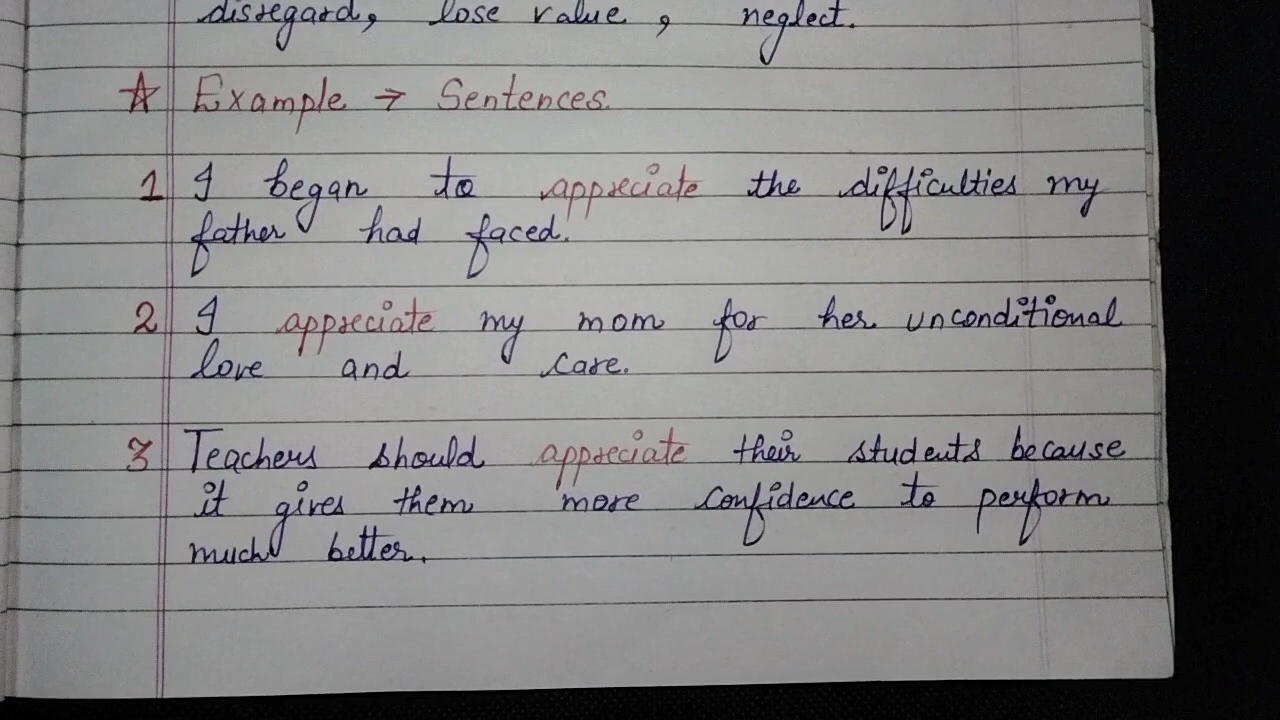 disregard, lose value, neglect.
☆ Example → Sentences.
1 I began to appreciate the difficulties my
father had faced.
2 I appreciate my mom for her unconditional
love and care.
3 Teachers should appreciate their students because
it gives them more confidence to perform
much better.